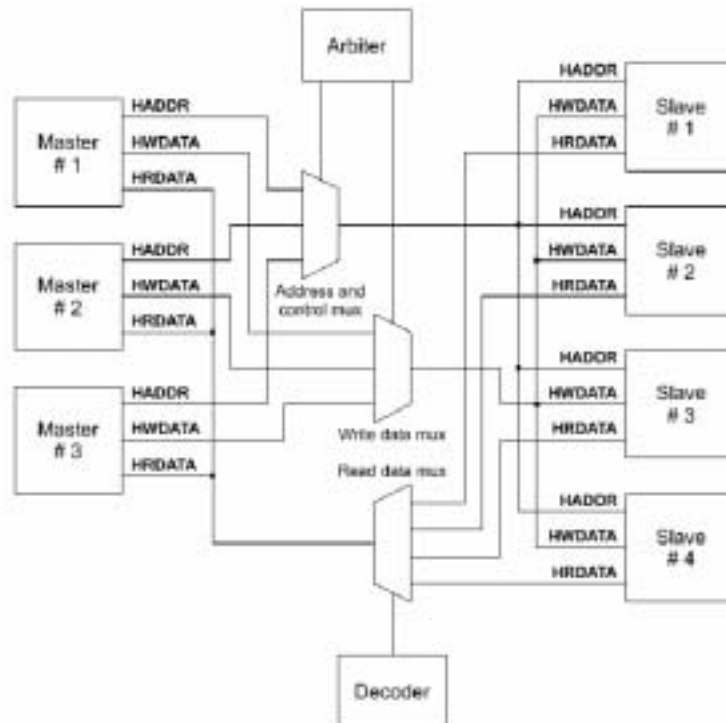 Arbiter
HADDR
Master
# 1
HWDATA
HRDATA
HADDR
Slave
# 1
HWDATA
HRDATA
HADDR
Master
# 2
HWDATA
HRDATA
Address and
control mux
HADDR
Slave
# 2
HWDATA
HRDATA
HADDR
Master
# 3
HWDATA
HRDATA
Write data mux
Read data mux
HADDR
Slave
# 3
HWDATA
HRDATA
HADDR
Slave
# 4
HWDATA
HRDATA
Decoder